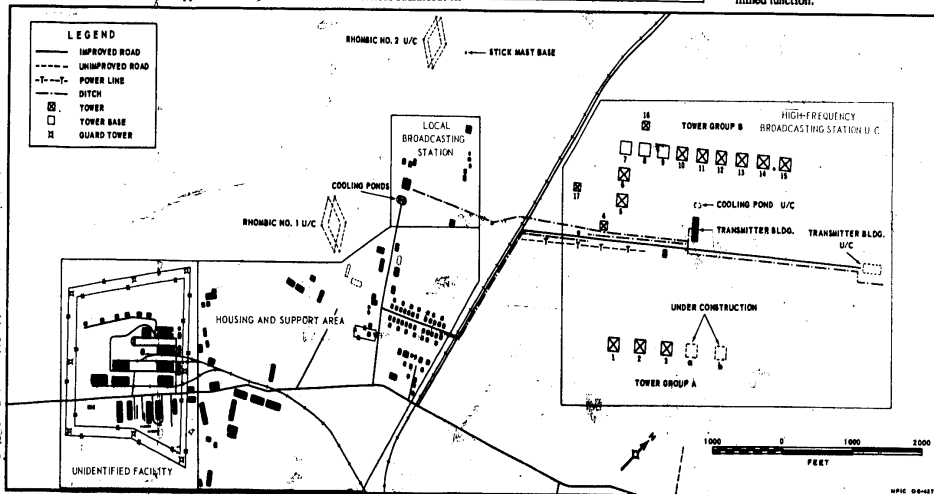 mined function.
LEGEND
IMPROVED ROAD
UNIMPROVED ROAD
POWER LINE
DITCH
TOWER
TOWER BASE
GUARD TOWER
RHOMBIC NO. 2 U/C
STICK MAST BASE
LOCAL
BROADCASTING
STATION
COOLING PONDS
RHOMBIC NO. 1 U/C
HIGH-FREQUENCY
BROADCASTING STATION U C
16
TOWER GROUP B
7 8 9 10 11 12 13 14 15
6
17
5
4
COOLING POND U/C
TRANSMITTER BLDG.
TRANSMITTER BLDG.
U/C
HOUSING AND SUPPORT AREA
UNDER CONSTRUCTION
1 2 3 a b
TOWER GROUP A
UNIDENTIFIED FACILITY
N
1000 0 1000 2000
FEET